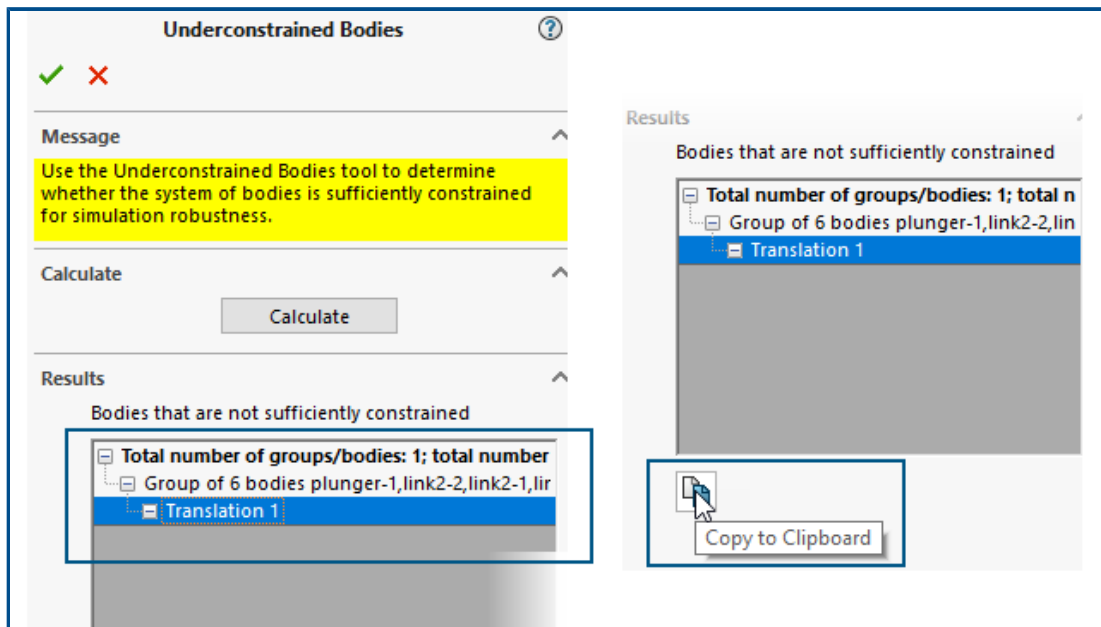 Underconstrained Bodies
Message
Use the Underconstrained Bodies tool to determine
whether the system of bodies is sufficiently constrained
for simulation robustness.
Calculate
Calculate
Results
Bodies that are not sufficiently constrained
Total number of groups/bodies: 1; total number
Group of 6 bodies plunger-1,link2-2,link2-1,lir
Translation 1
Results
Bodies that are not sufficiently constrained
Total number of groups/bodies: 1; total n
Group of 6 bodies plunger-1,link2-2,lin
Translation 1
Copy to Clipboard